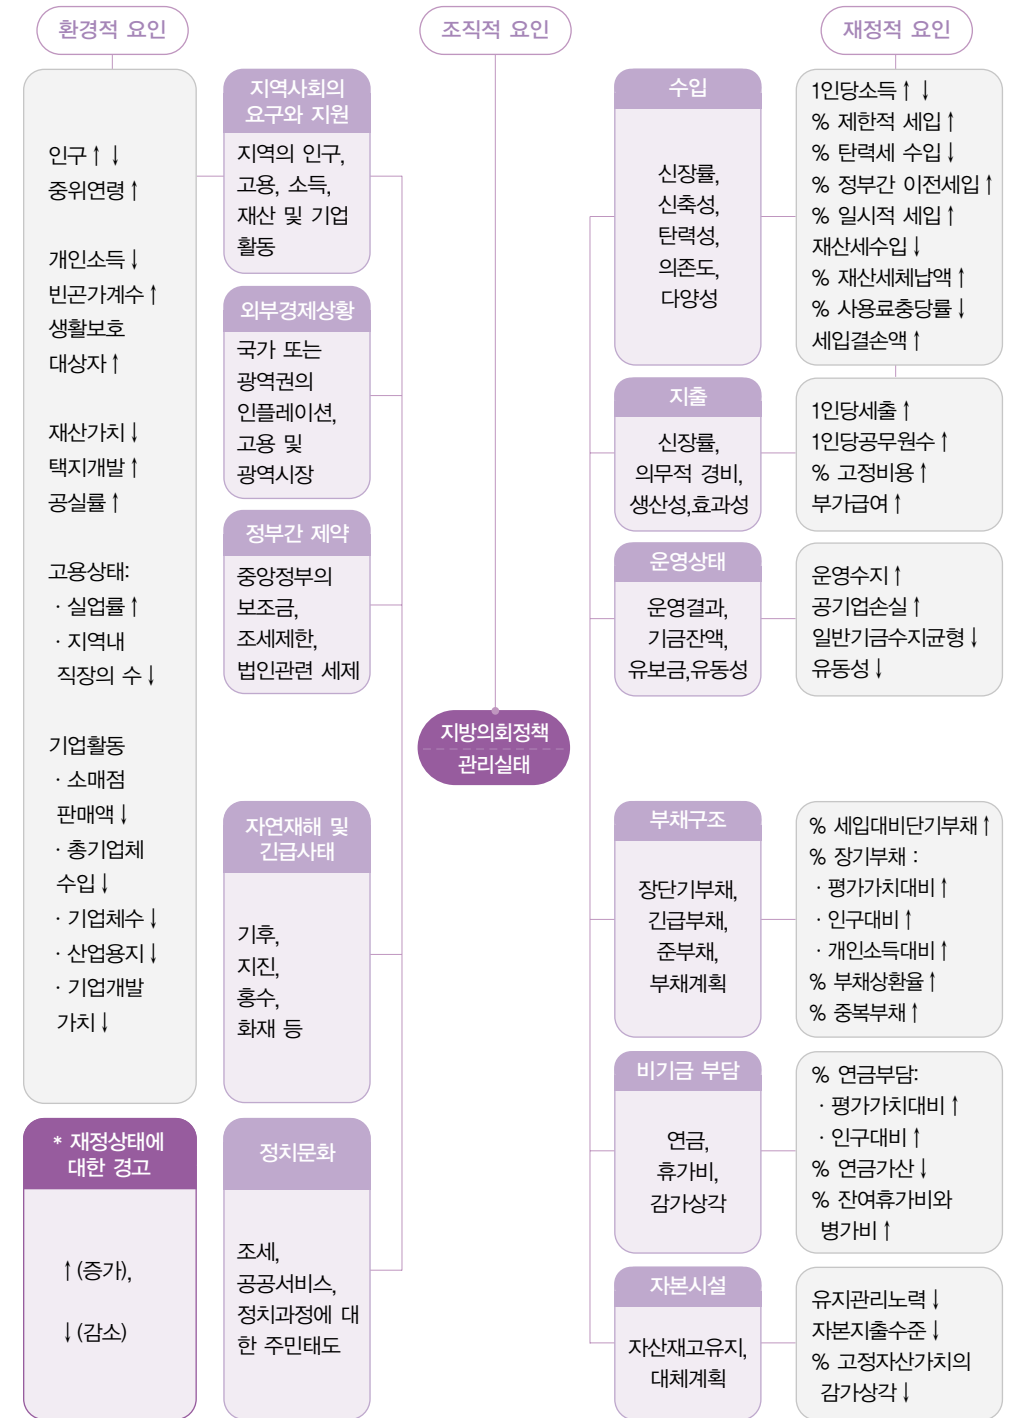 환경적 요인
인구↑↓
중위연령↑
개인소득↓
빈곤가계수↑
생활보호
대상자↑
재산가치↓
택지개발↑
공실률↑
고용상태:
· 실업률↑
· 지역내
직장의 수↓
기업활동
· 소매점
판매액↓
· 총기업체
수입↓
· 기업체수↓
· 산업용지↓
· 기업개발
가치↓
* 재정상태에
대한 경고
↑(증가),
↓(감소)
지역사회의
요구와 지원
지역의 인구,
고용, 소득,
재산 및 기업
활동
외부경제상황
국가 또는
광역권의
인플레이션,
고용 및
광역시장
정부간 제약
중앙정부의
보조금,
조세제한,
법인관련 세제
자연재해 및
긴급사태
기후,
지진,
홍수,
화재 등
정치문화
조세,
공공서비스,
정치과정에 대
한 주민태도
조직적 요인
지방의회정책
관리실태
재정적 요인
수입
신장률,
신축성,
탄력성,
의존도,
다양성
1인당소득↑↓
% 제한적 세입↑
% 탄력세 수입↓
% 정부간 이전세입↑
% 일시적 세입↑
재산세수입↓
% 재산세체납액↑
% 사용료충당률↓
세입결손액↑
지출
신장률,
의무적 경비,
생산성,효과성
1인당세출↑
1인당공무원수↑
% 고정비용↑
부가급여↑
운영상태
운영결과,
기금잔액,
유보금,유동성
운영수지↑
공기업손실↑
일반기금수지균형↓
유동성↓
부채구조
장단기부채,
긴급부채,
준부채,
부채계획
% 세입대비단기부채↑
% 장기부채 :
· 평가가치대비↑
· 인구대비↑
· 개인소득대비↑
% 부채상환율↑
% 중복부채↑
비기금 부담
연금,
휴가비,
감가상각
% 연금부담:
· 평가가치대비↑
· 인구대비↑
% 연금가산↓
% 잔여휴가비와
병가비↑
자본시설
자산재고유지,
대체계획
유지관리노력↓
자본지출수준↓
% 고정자산가치의
감가상각↓